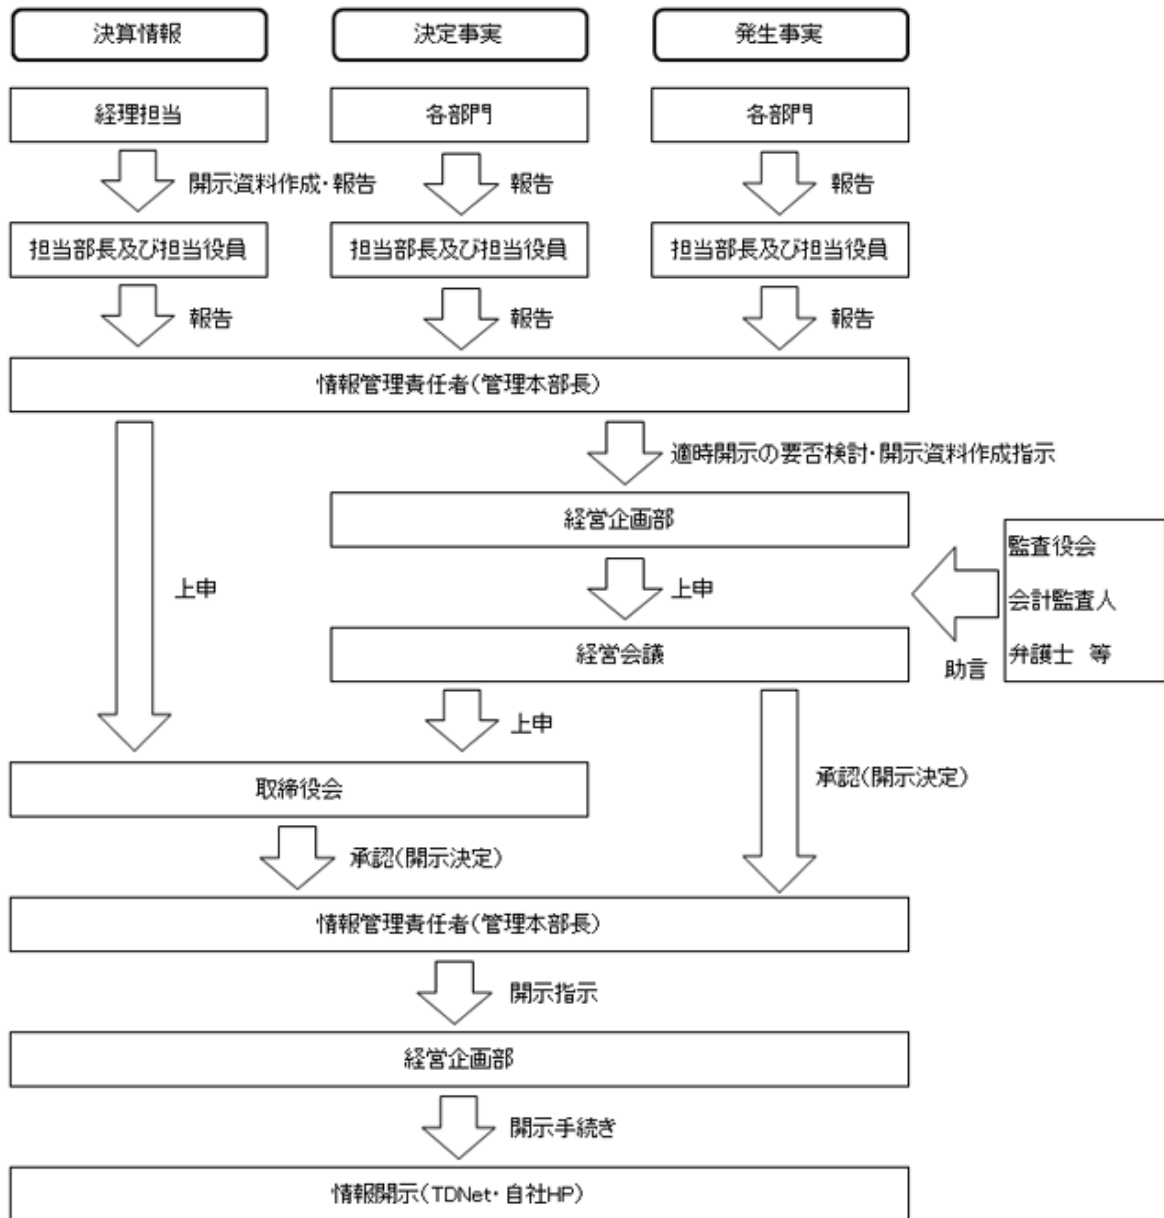 決算情報
決定事実
発生事実
経理担当
各部門
各部門
開示資料作成・報告
報告
報告
担当部長及び担当役員
担当部長及び担当役員
担当部長及び担当役員
報告
報告
報告
情報管理責任者(管理本部長)
適時開示の要否検討・開示資料作成指示
経営企画部
監査役会
会計監査人
弁護士 等
助言
上申
上申
経営会議
上申
承認(開示決定)
取締役会
承認(開示決定)
情報管理責任者(管理本部長)
開示指示
経営企画部
開示手続き
情報開示(TDNet・自社HP)